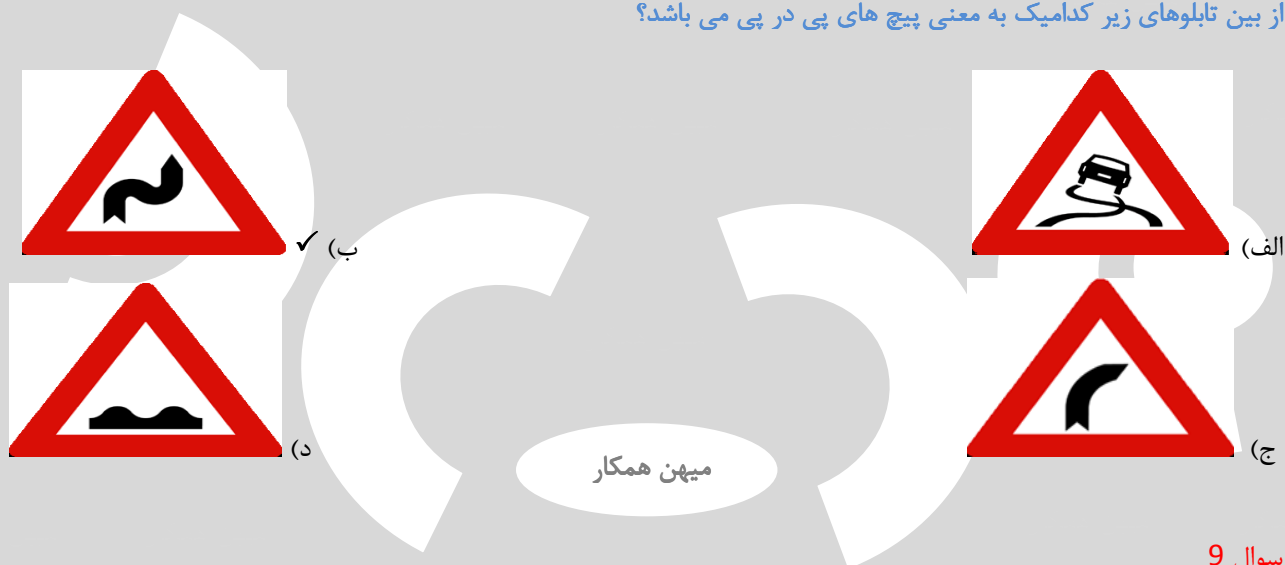 از بین تابلوهای زیر کدامیک به معنی پیچ های پی در پی می باشد؟
الف)
ب) ✓
ج)
د)
میهن همکار
سوال 9